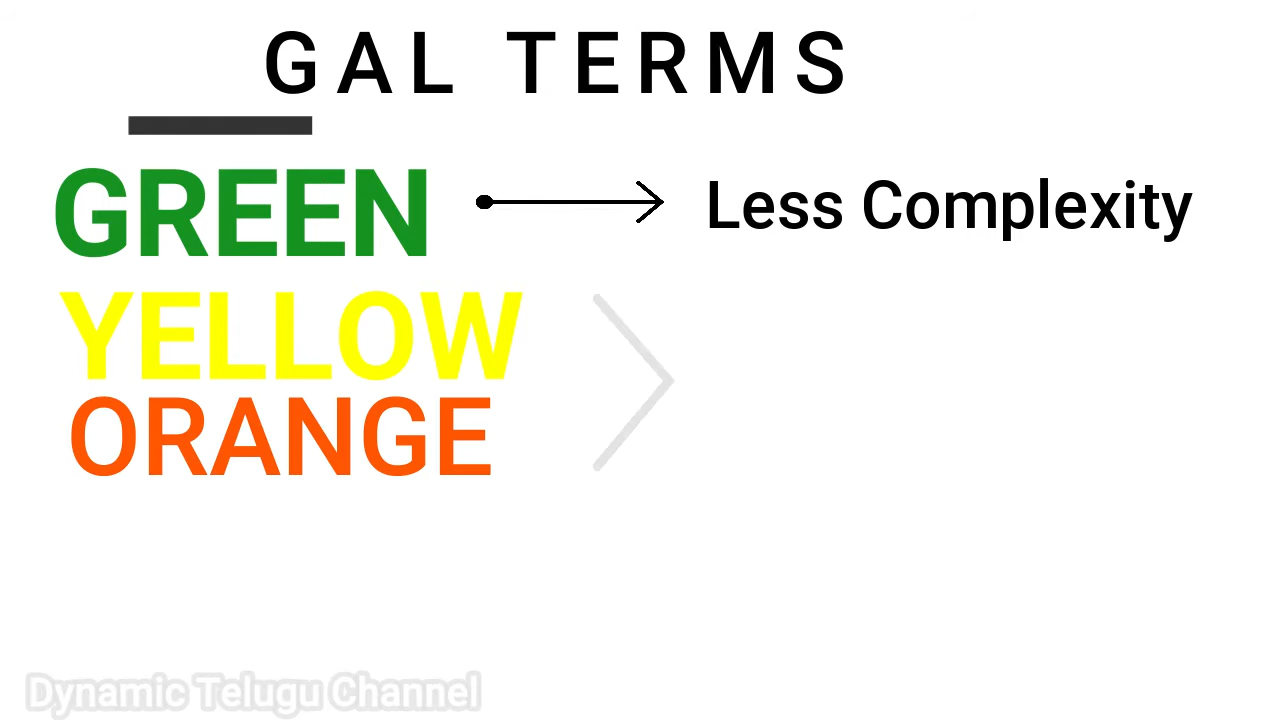 GAL TERMS
GREEN
Less Complexity
YELLOW
ORANGE
Dynamic Telugu Channel